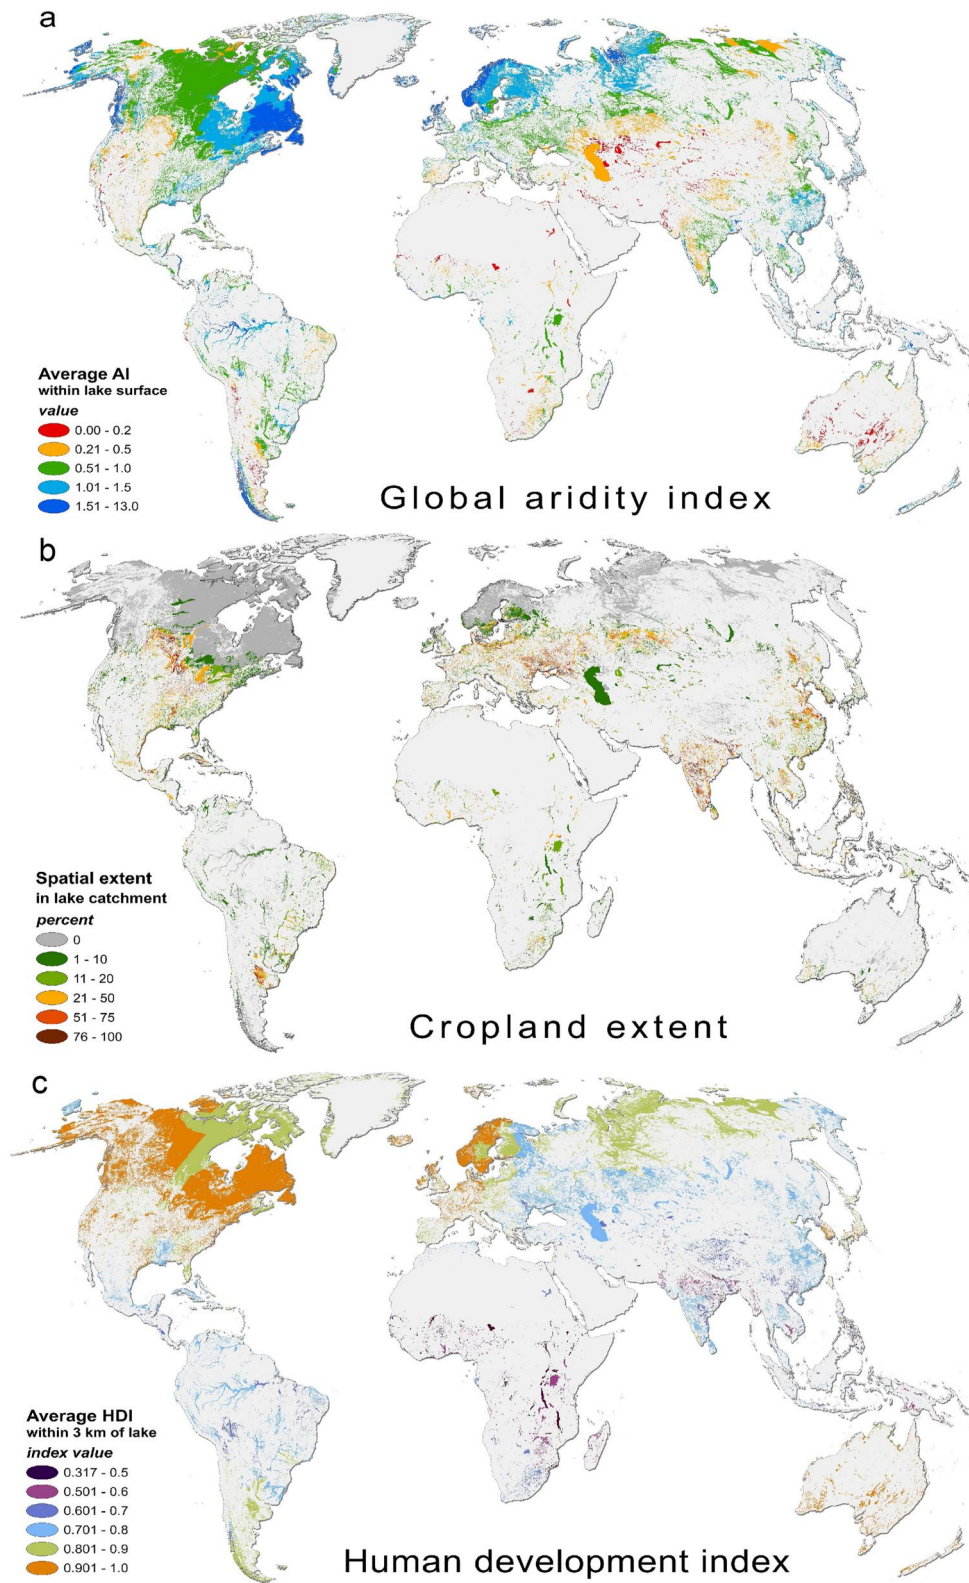 a
Average AI
within lake surface
value
0.00 - 0.2
0.21 - 0.5
0.51 - 1.0
1.01 - 1.5
1.51 - 13.0
Global aridity index
b
Spatial extent
in lake catchment
percent
0
1 - 10
11 - 20
21 - 50
51 - 75
76 - 100
Cropland extent
c
Average HDI
within 3 km of lake
index value
0.317 - 0.5
0.501 - 0.6
0.601 - 0.7
0.701 - 0.8
0.801 - 0.9
0.901 - 1.0
Human development index